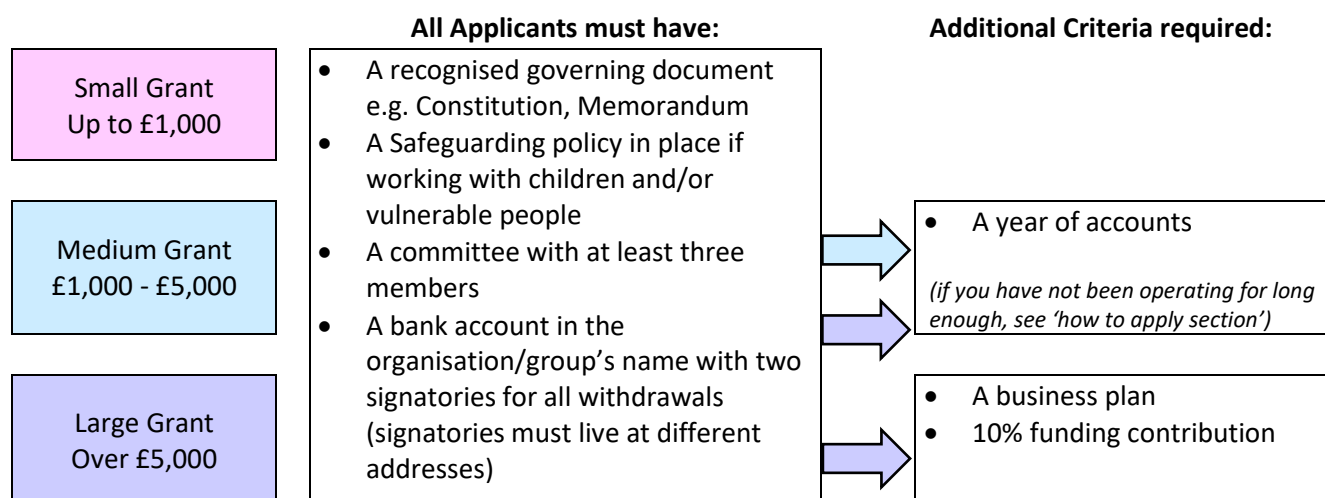 All Applicants must have:
Additional Criteria required:
Small Grant
Up to £1,000
Medium Grant
£1,000 - £5,000
Large Grant
Over £5,000
• A recognised governing document
e.g. Constitution, Memorandum
• A Safeguarding policy in place if
working with children and/or
vulnerable people
• A committee with at least three
members
• A bank account in the
organisation/group’s name with two
signatories for all withdrawals
(signatories must live at different
addresses)
• A year of accounts
(if you have not been operating for long
enough, see ‘how to apply section’)
• A business plan
• 10% funding contribution